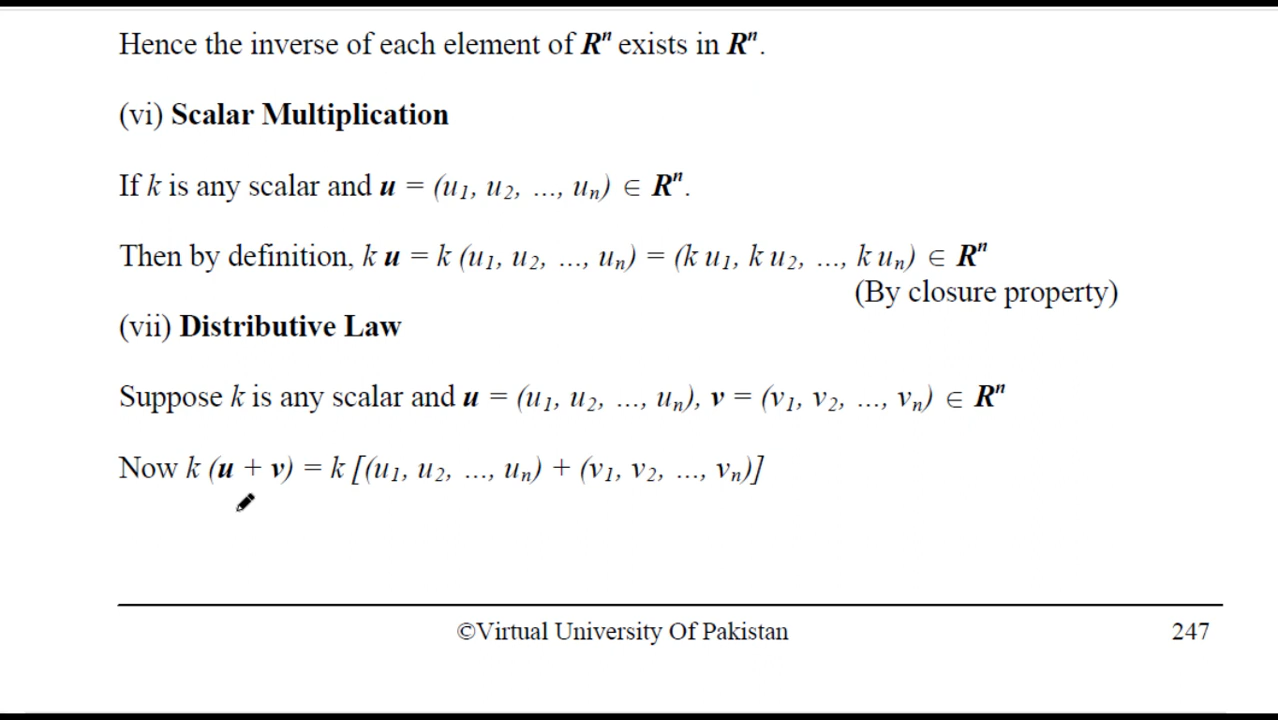 Hence the inverse of each element of Rⁿ exists in Rⁿ.
(vi) Scalar Multiplication
If k is any scalar and u = (u₁, u₂, ..., uₙ) ∈ Rⁿ.
Then by definition, k u = k (u₁, u₂, ..., uₙ) = (k u₁, k u₂, ..., k uₙ) ∈ Rⁿ
(By closure property)
(vii) Distributive Law
Suppose k is any scalar and u = (u₁, u₂, ..., uₙ), v = (v₁, v₂, ..., vₙ) ∈ Rⁿ
Now k (u + v) = k [(u₁, u₂, ..., uₙ) + (v₁, v₂, ..., vₙ)]
©Virtual University Of Pakistan 247